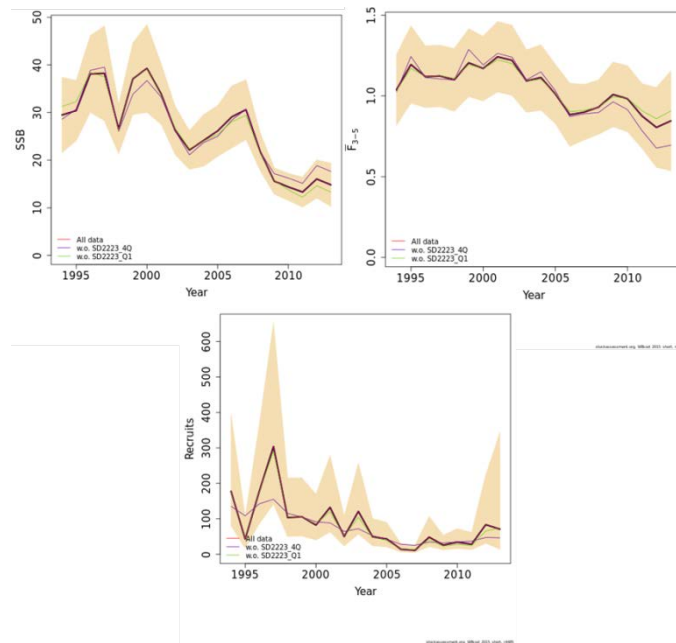 SSB
0 10 20 30 40 50
All data
w.o. SD2223_4Q
w.o. SD2223_Q1
1995 2000 2005 2010
Year
F̅3-5
0.0 0.5 1.0 1.5
All data
w.o. SD2223_4Q
w.o. SD2223_Q1
1995 2000 2005 2010
Year
Recruits
0 100 200 300 400 500 600
All data
w.o. SD2223_4Q
w.o. SD2223_Q1
1995 2000 2005 2010
Year